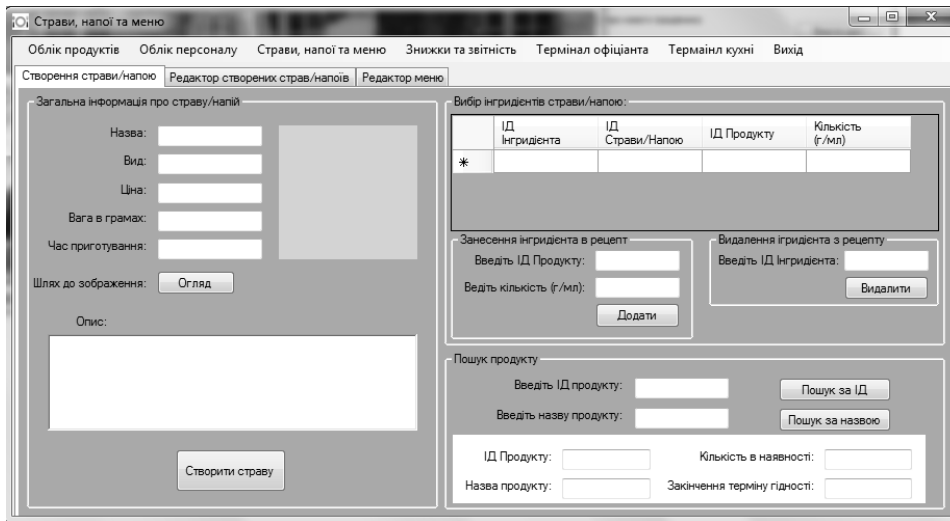 Страви, напої та меню
Облік продуктів Облік персоналу Страви, напої та меню Знижки та звітність Термінал офіціанта Термаінл кухні Вихід
Створення страви/напою Редактор створених страв/напоїв Редактор меню
Загальна інформація про страву/напій
Назва:
Вид:
Ціна:
Вага в грамах:
Час приготування:
Шлях до зображення: Огляд
Опис:
Створити страву
Вибір інгридієнтів страви/напою:
ІД Інгридієнта ІД Страви/Напою ІД Продукту Кількість (г/мл)
Занесення інгридієнта в рецепт
Введіть ІД Продукту:
Ведіть кількість (г/мл):
Додати
Видалення ігридієнта з рецепту
Введіть ІД Інгридієнта:
Видалити
Пошук продукту
Введіть ІД продукту: Пошук за ІД
Введіть назву продукту: Пошук за назвою
ІД Продукту: Кількість в наявності:
Назва продукту: Закінчення терміну гідності: